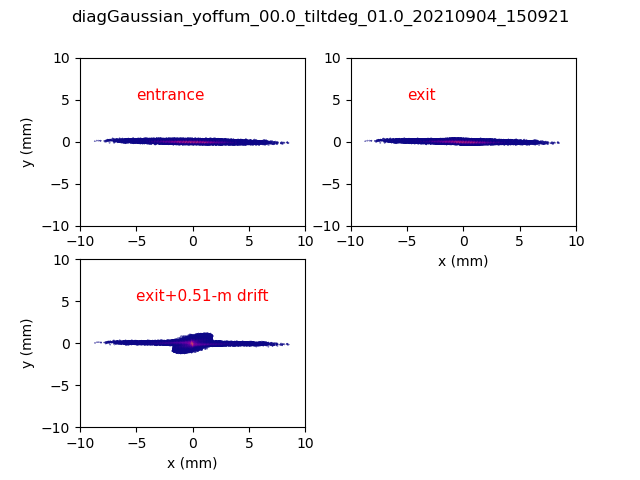 diagGaussian_yoffum_00.0_tiltdeg_01.0_20210904_150921
10
5
0
−5
−10
y (mm)
entrance
−10 −5 0 5 10
10
5
0
−5
−10
exit
−10 −5 0 5 10
x (mm)
10
5
0
−5
−10
y (mm)
exit+0.51-m drift
−10 −5 0 5 10
x (mm)